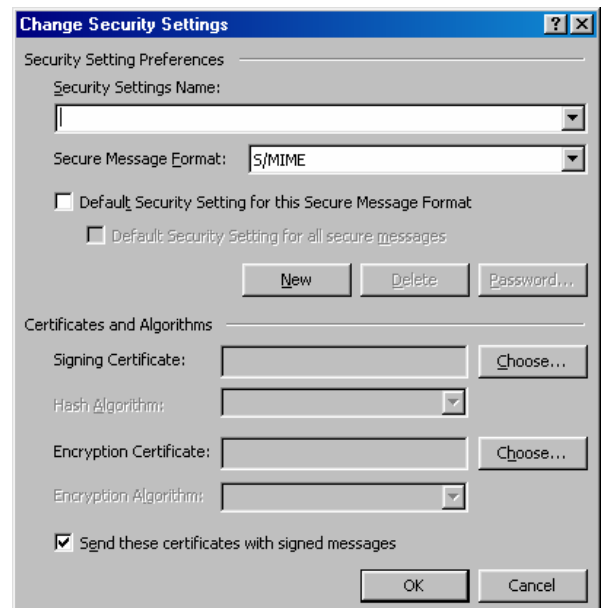 Change Security Settings
Security Setting Preferences
Security Settings Name:
Secure Message Format: S/MIME
Default Security Setting for this Secure Message Format
Default Security Setting for all secure messages
New Delete Password...
Certificates and Algorithms
Signing Certificate: Choose...
Hash Algorithm:
Encryption Certificate: Choose...
Encryption Algorithm:
Send these certificates with signed messages
OK Cancel